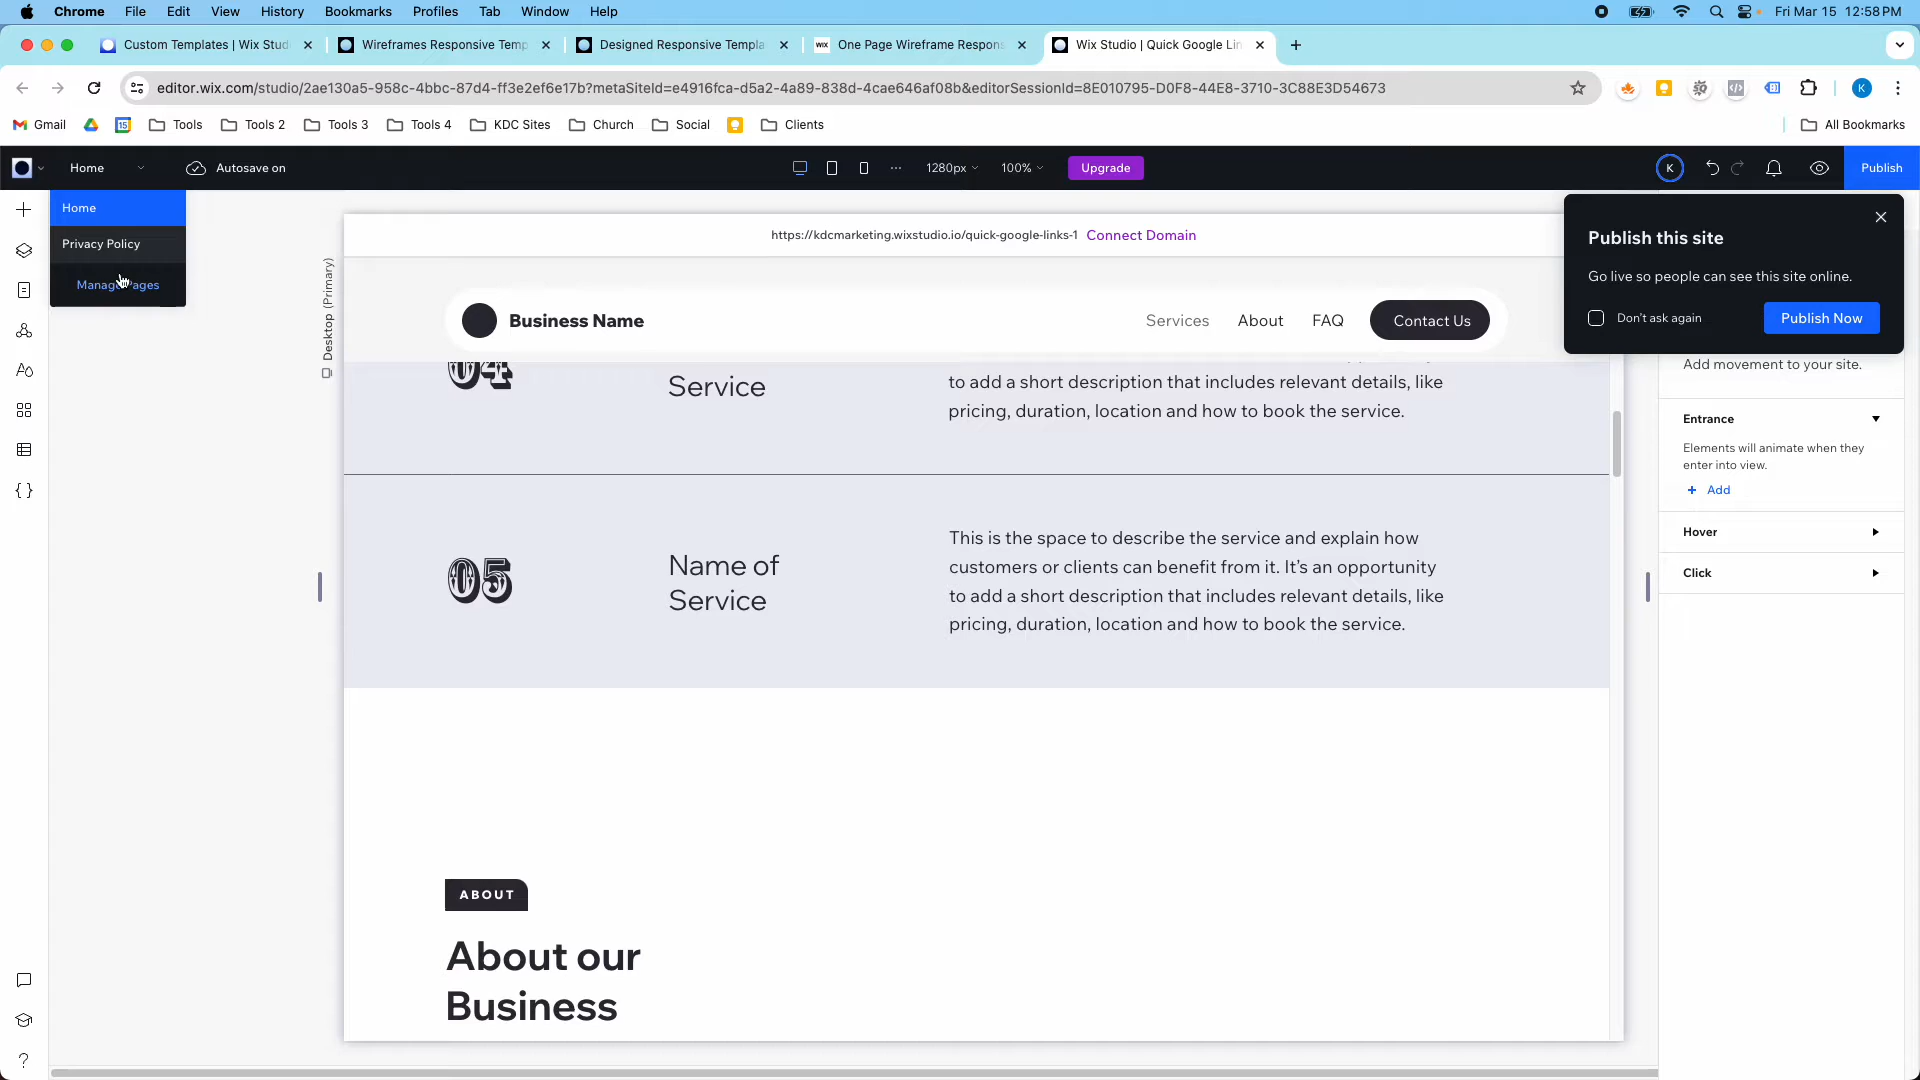 Chrome File Edit View History Bookmarks Profiles Tab Window Help Fri Mar 15 12:58 PM
Custom Templates | Wix Stud Wireframes Responsive Temp Designed Responsive Templa WIX One Page Wireframe Respons Wix Studio | Quick Google Lin
editor.wix.com/studio/2ae130a5-958c-4bbc-87d4-ff3e2ef6e17b?metaSiteId=e4916fca-d5a2-4a89-838d-4cae646af08b&editorSessionId=8E010795-D0F8-44E8-3710-3C88E3D54673 K
Gmail Tools Tools 2 Tools 3 Tools 4 KDC Sites Church Social Clients All Bookmarks
Home Autosave on 1280px 100% Upgrade K Publish
Home
Privacy Policy
Manage Pages
https://kdcmarketing.wixstudio.io/quick-google-links-1 Connect Domain
Desktop (Primary)
Publish this site
Go live so people can see this site online.
Don't ask again Publish Now
Business Name Services About FAQ Contact Us
04 Service
to add a short description that includes relevant details, like
pricing, duration, location and how to book the service.
05 Name of
Service
This is the space to describe the service and explain how
customers or clients can benefit from it. It's an opportunity
to add a short description that includes relevant details, like
pricing, duration, location and how to book the service.
ABOUT
About our
Business
Add movement to your site.
Entrance
Elements will animate when they
enter into view.
+ Add
Hover
Click